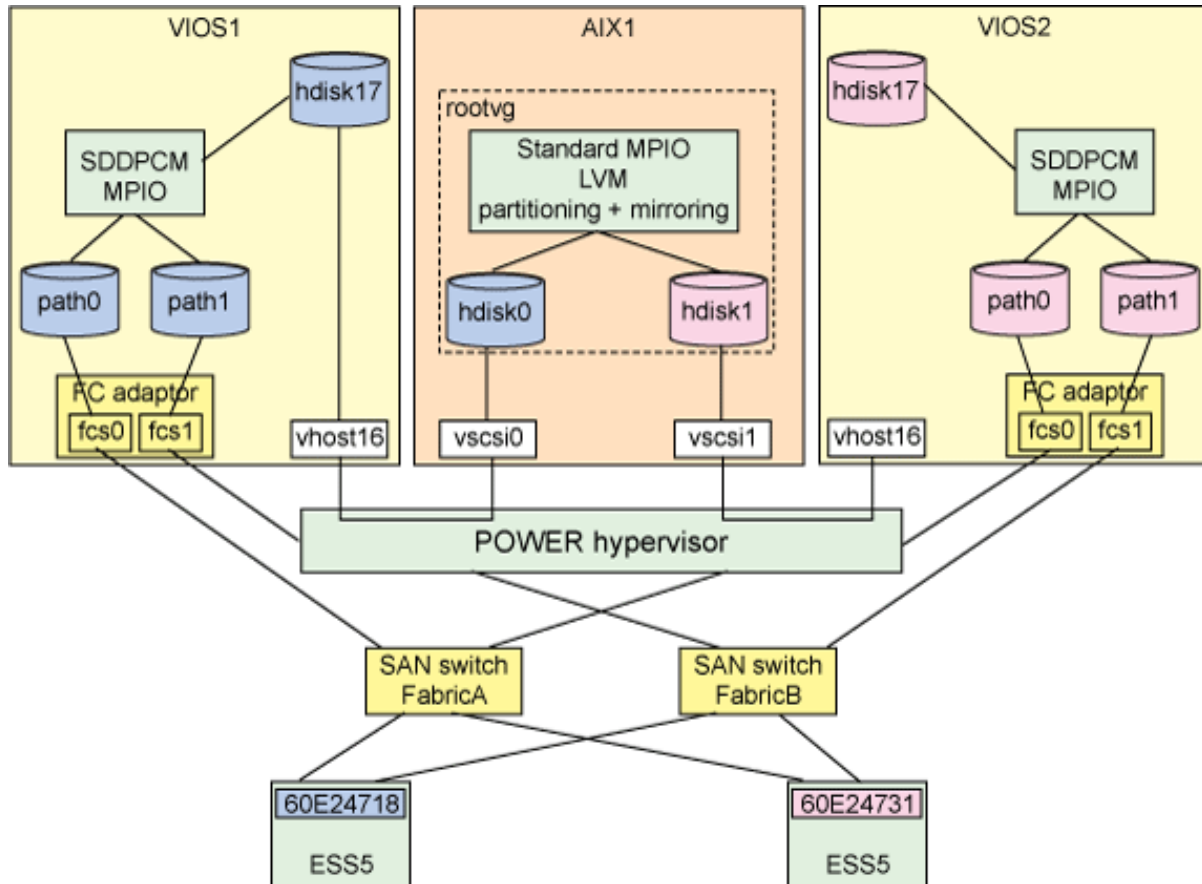 VIOS1
AIX1
VIOS2
hdisk17
hdisk17
rootvg
SDDPCM
MPIO
Standard MPIO
LVM
partitioning + mirroring
SDDPCM
MPIO
path0
path1
hdisk0
hdisk1
path0
path1
FC adaptor
fcs0
fcs1
vhost16
vscsi0
vscsi1
vhost16
FC adaptor
fcs0
fcs1
POWER hypervisor
SAN switch
FabricA
SAN switch
FabricB
60E24718
ESS5
60E24731
ESS5